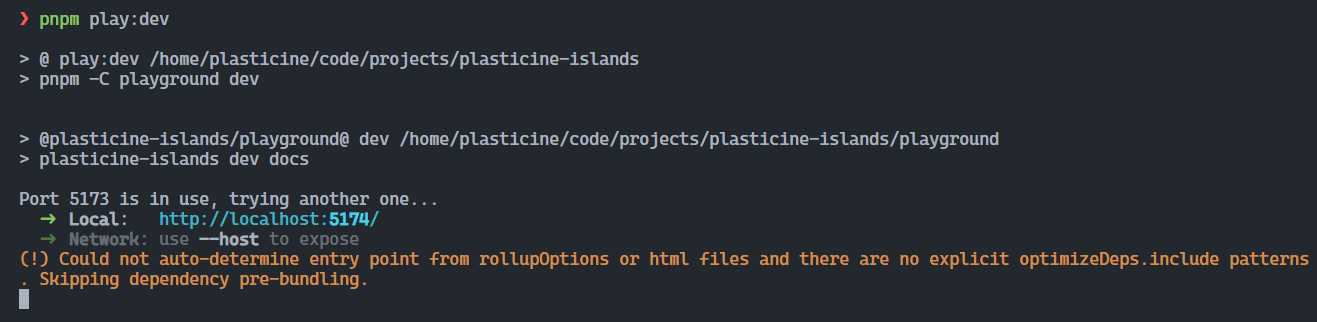 ❯ pnpm play:dev
> @ play:dev /home/plasticine/code/projects/plasticine-islands
> pnpm -C playground dev
> @plasticine-islands/playground@ dev /home/plasticine/code/projects/plasticine-islands/playground
> plasticine-islands dev docs
Port 5173 is in use, trying another one...
➜ Local: http://localhost:5174/
➜ Network: use --host to expose
(!) Could not auto-determine entry point from rollupOptions or html files and there are no explicit optimizeDeps.include patterns
. Skipping dependency pre-bundling.